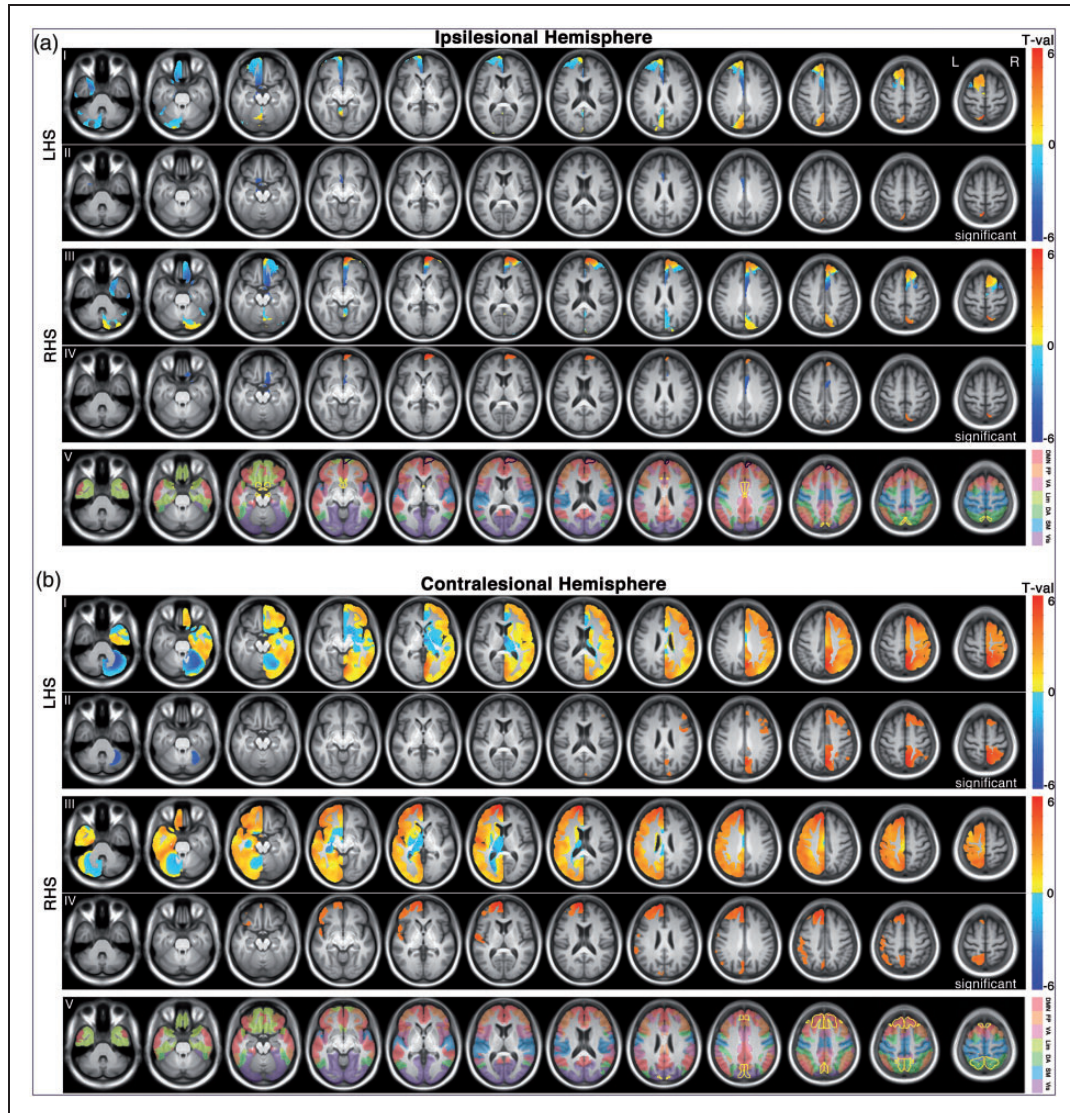 (a) Ipsilesional Hemisphere T-val
I L R 6
LHS
0
II
significant -6
III 6
RHS
0
IV
significant -6
V
DMN FP VA Lim DA SM Vis
(b) Contralesional Hemisphere T-val
I 6
LHS
0
II
significant -6
III 6
RHS
0
IV
significant -6
V
DMN FP VA Lim DA SM Vis